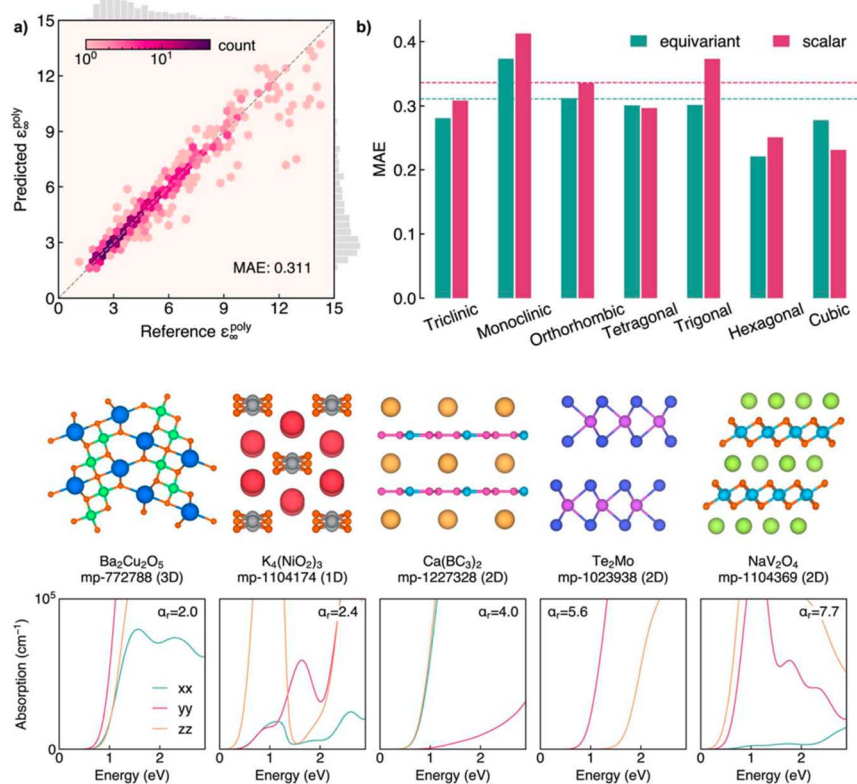 a)
15
12
9
6
3
0
Predicted ε∞^poly
10⁰ 10¹ count
MAE: 0.311
0 3 6 9 12 15
Reference ε∞^poly
b)
equivariant scalar
0.4
0.3
0.2
0.1
0.0
MAE
Triclinic Monoclinic Orthorhombic Tetragonal Trigonal Hexagonal Cubic
Ba₂Cu₂O₅ K₄(NiO₂)₃ Ca(BC₃)₂ Te₂Mo NaV₂O₄
mp-772788 (3D) mp-1104174 (1D) mp-1227328 (2D) mp-1023938 (2D) mp-1104369 (2D)
10⁵
αr=2.0 αr=2.4 αr=4.0 αr=5.6 αr=7.7
Absorption (cm⁻¹)
xx
yy
zz
0
0 1 2 0 1 2 0 1 2 0 1 2 0 1 2
Energy (eV) Energy (eV) Energy (eV) Energy (eV) Energy (eV)